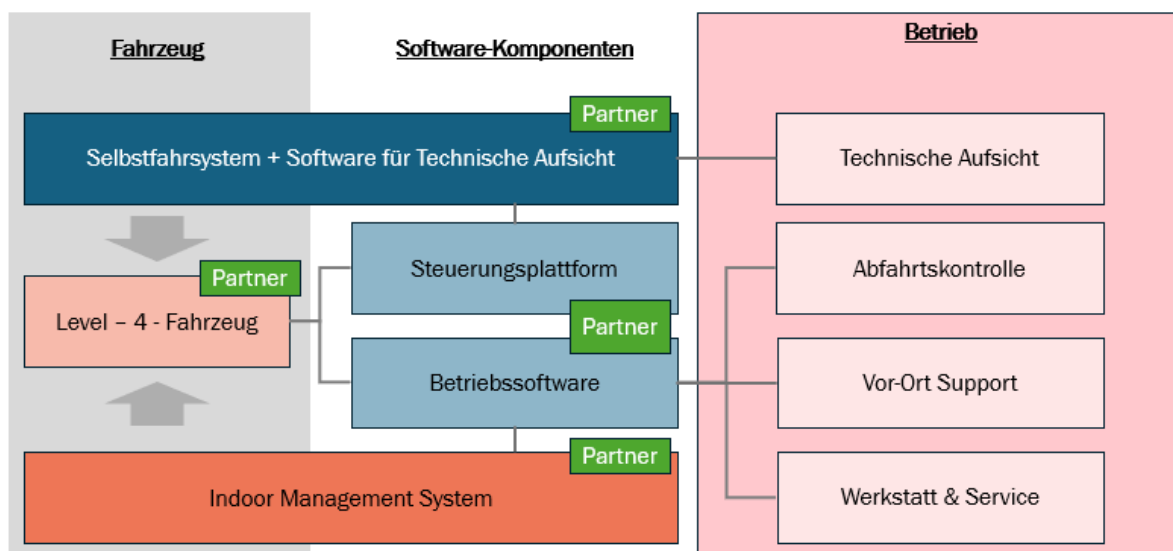 Fahrzeug
Software-Komponenten
Betrieb
Partner
Selbstfahrsystem + Software für Technische Aufsicht
Technische Aufsicht
Partner
Steuerungsplattform
Abfahrtskontrolle
Level – 4 - Fahrzeug
Partner
Betriebssoftware
Vor-Ort Support
Partner
Indoor Management System
Werkstatt & Service